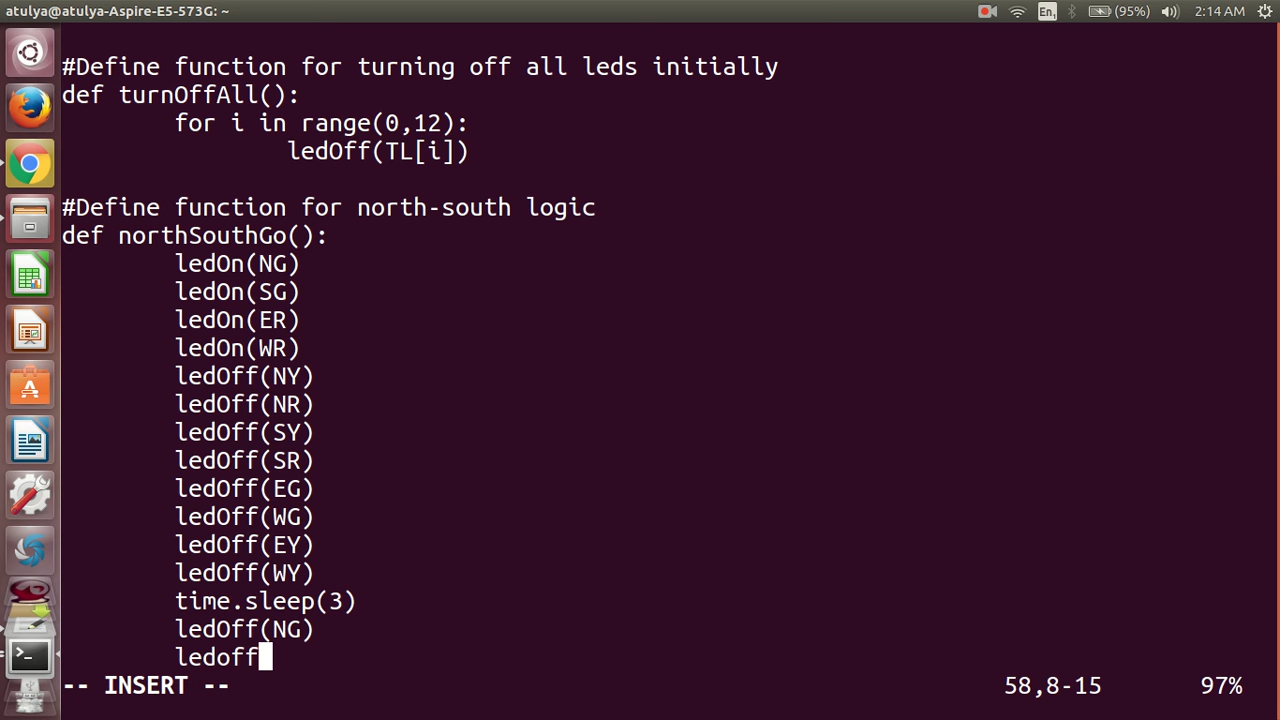 atulya@atulya-Aspire-E5-573G: ~
En1 (95%) 2:14 AM
#Define function for turning off all leds initially
def turnOffAll():
for i in range(0,12):
ledOff(TL[i])
#Define function for north-south logic
def northSouthGo():
ledOn(NG)
ledOn(SG)
ledOn(ER)
ledOn(WR)
ledOff(NY)
ledOff(NR)
ledOff(SY)
ledOff(SR)
ledOff(EG)
ledOff(WG)
ledOff(EY)
ledOff(WY)
time.sleep(3)
ledOff(NG)
ledoff
-- INSERT -- 58,8-15 97%